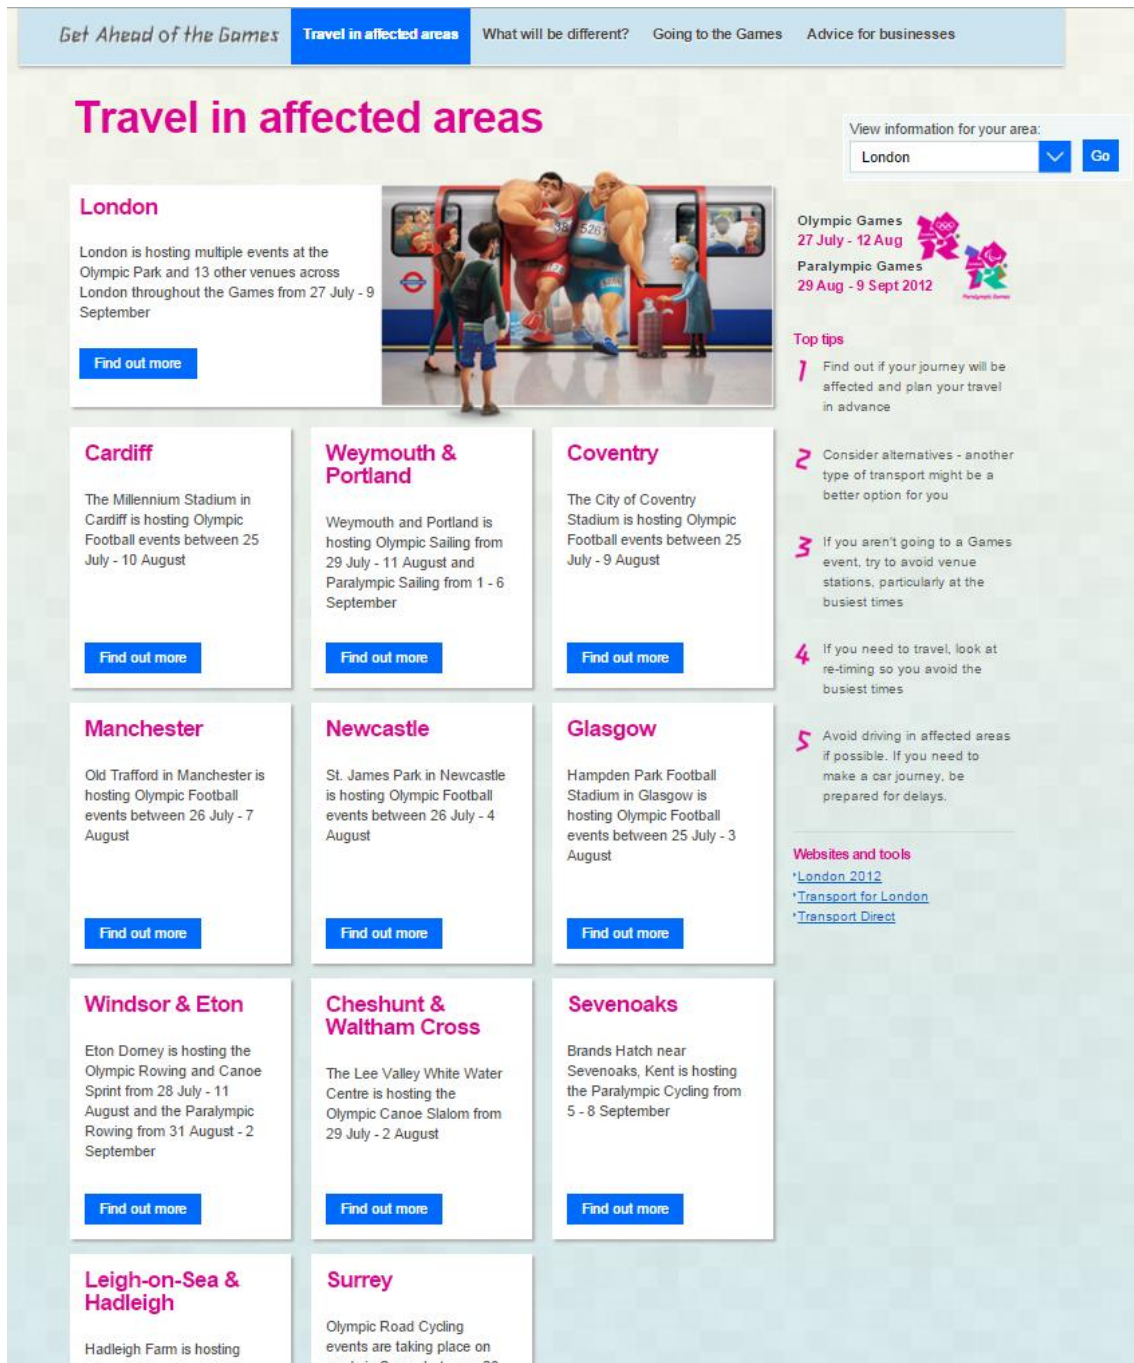 Get Ahead of the Games
Travel in affected areas
What will be different?
Going to the Games
Advice for businesses
Travel in affected areas
View information for your area:
London
Go
London
London is hosting multiple events at the
Olympic Park and 13 other venues across
London throughout the Games from 27 July - 9
September
Find out more
Olympic Games
27 July - 12 Aug
Paralympic Games
29 Aug - 9 Sept 2012
Top tips
1 Find out if your journey will be
affected and plan your travel
in advance
2 Consider alternatives - another
type of transport might be a
better option for you
3 If you aren't going to a Games
event, try to avoid venue
stations, particularly at the
busiest times
4 If you need to travel, look at
re-timing so you avoid the
busiest times
5 Avoid driving in affected areas
if possible. If you need to
make a car journey, be
prepared for delays.
Websites and tools
London 2012
Transport for London
Transport Direct
Cardiff
The Millennium Stadium in
Cardiff is hosting Olympic
Football events between 25
July - 10 August
Find out more
Weymouth &
Portland
Weymouth and Portland is
hosting Olympic Sailing from
29 July - 11 August and
Paralympic Sailing from 1 - 6
September
Find out more
Coventry
The City of Coventry
Stadium is hosting Olympic
Football events between 25
July - 9 August
Find out more
Manchester
Old Trafford in Manchester is
hosting Olympic Football
events between 26 July - 7
August
Find out more
Newcastle
St. James Park in Newcastle
is hosting Olympic Football
events between 26 July - 4
August
Find out more
Glasgow
Hampden Park Football
Stadium in Glasgow is
hosting Olympic Football
events between 25 July - 3
August
Find out more
Windsor & Eton
Eton Dorney is hosting the
Olympic Rowing and Canoe
Sprint from 28 July - 11
August and the Paralympic
Rowing from 31 August - 2
September
Find out more
Cheshunt &
Waltham Cross
The Lee Valley White Water
Centre is hosting the
Olympic Canoe Slalom from
29 July - 2 August
Find out more
Sevenoaks
Brands Hatch near
Sevenoaks, Kent is hosting
the Paralympic Cycling from
5 - 8 September
Find out more
Leigh-on-Sea &
Hadleigh
Hadleigh Farm is hosting
Surrey
Olympic Road Cycling
events are taking place on